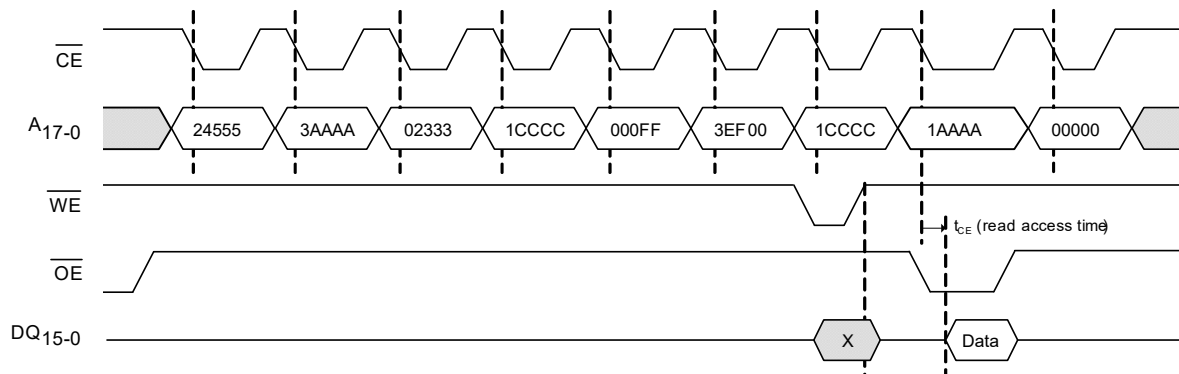 CE
A17-0 24555 3AAAA 02333 1CCCC 000FF 3EF00 1CCCC 1AAAA 00000
WE
tCE (read access time)
OE
DQ15-0 X Data